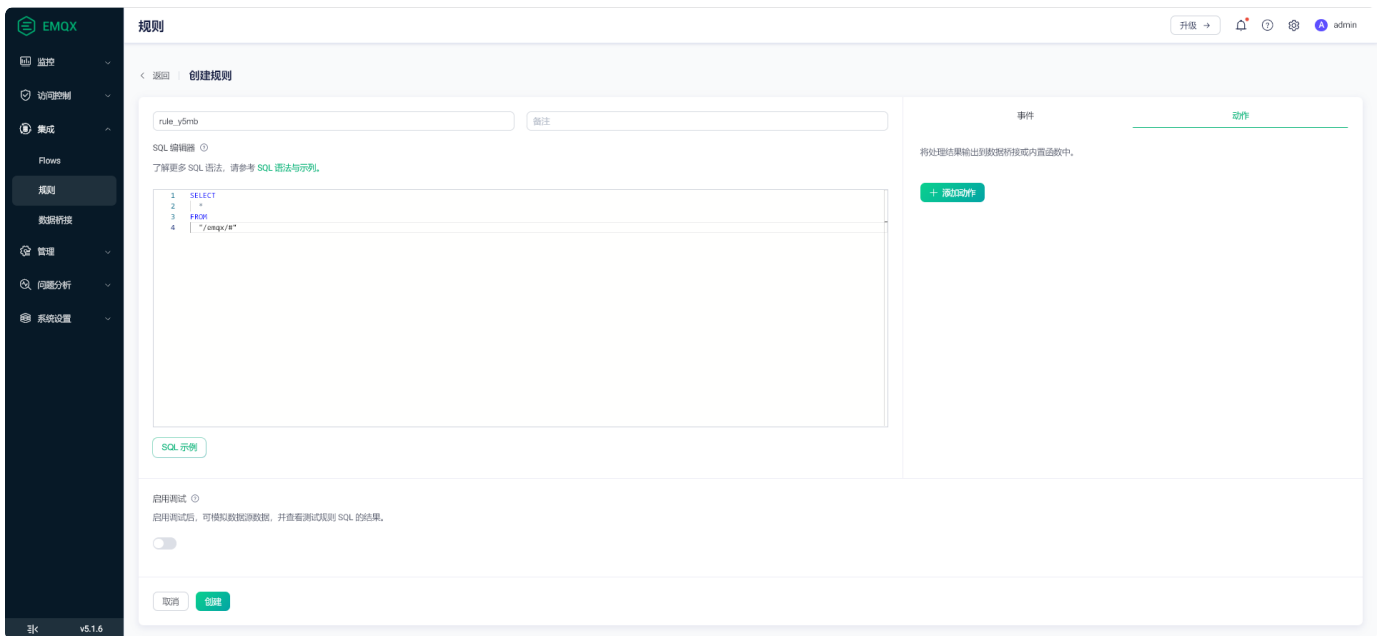 EMQX
规则
升级 →
A admin
监控
返回
创建规则
访问控制
集成
Flows
规则
数据桥接
管理
问题分析
系统设置
v5.1.6
rule_y5mb
备注
SQL 编辑器
了解更多 SQL 语法，请参考 SQL 语法与示例。
1 SELECT
2 *
3 FROM
4 "/emqx/#"
SQL 示例
事件
动作
将处理结果输出到数据桥接或内置函数中。
+ 添加动作
启用调试
启用调试后，可模拟数据源数据，并查看测试规则 SQL 的结果。
取消
创建